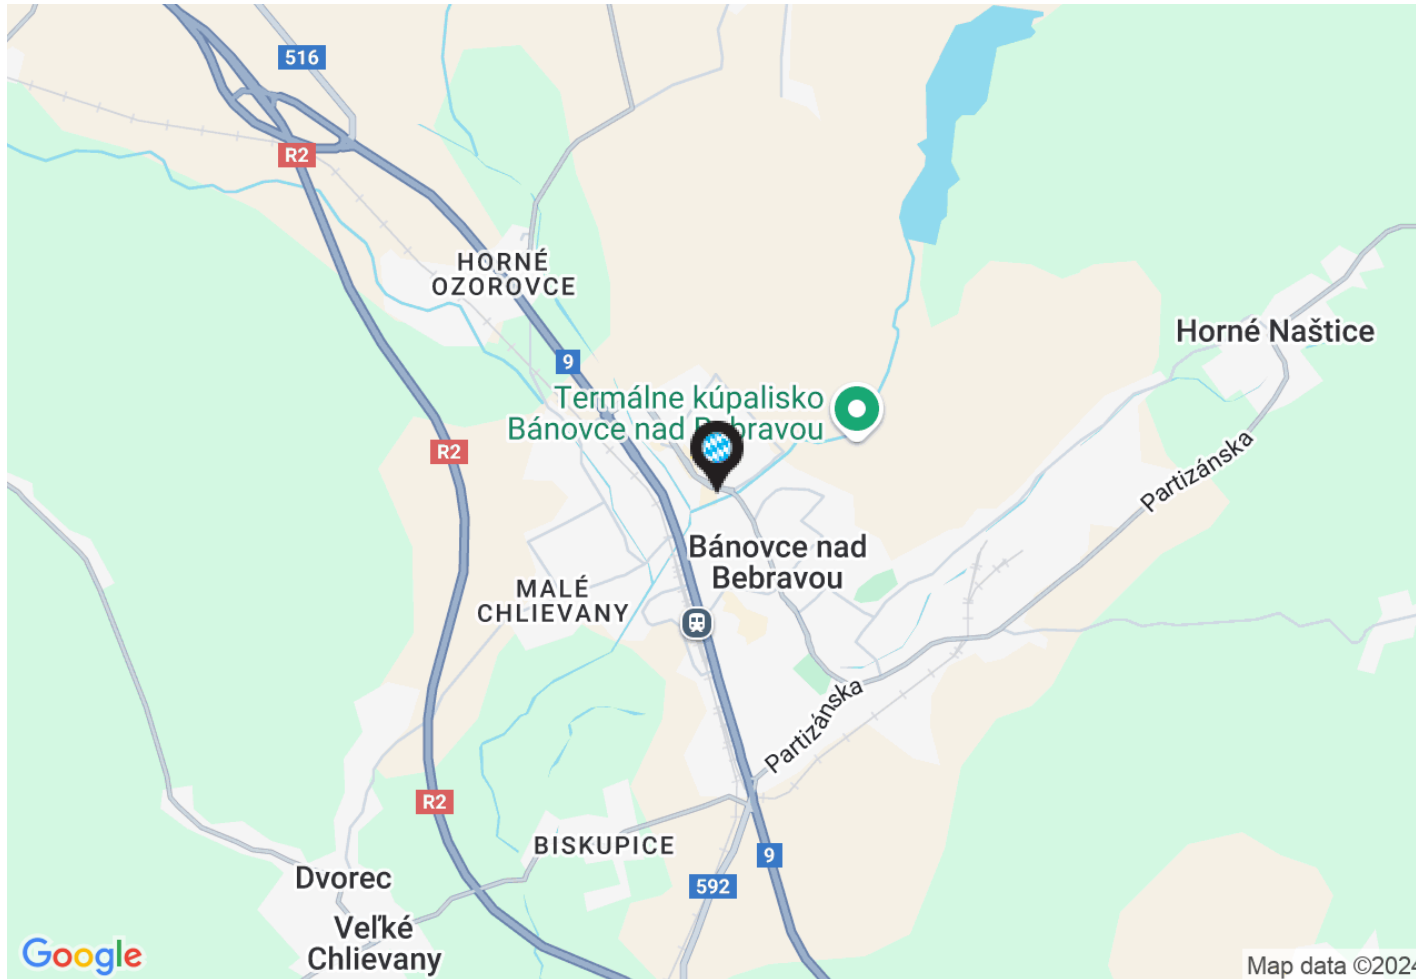 516
R2
HORNÉ
OZOROVCE
Horné Naštice
9
Termálne kúpalisko
Bánovce nad Bebravou
R2
Partizánska
Bánovce nad
Bebravou
MALÉ
CHLIEVANY
Partizánska
R2
BISKUPICE
9
Dvorec
592
Veľké
Chlievany
Google
Map data ©2024